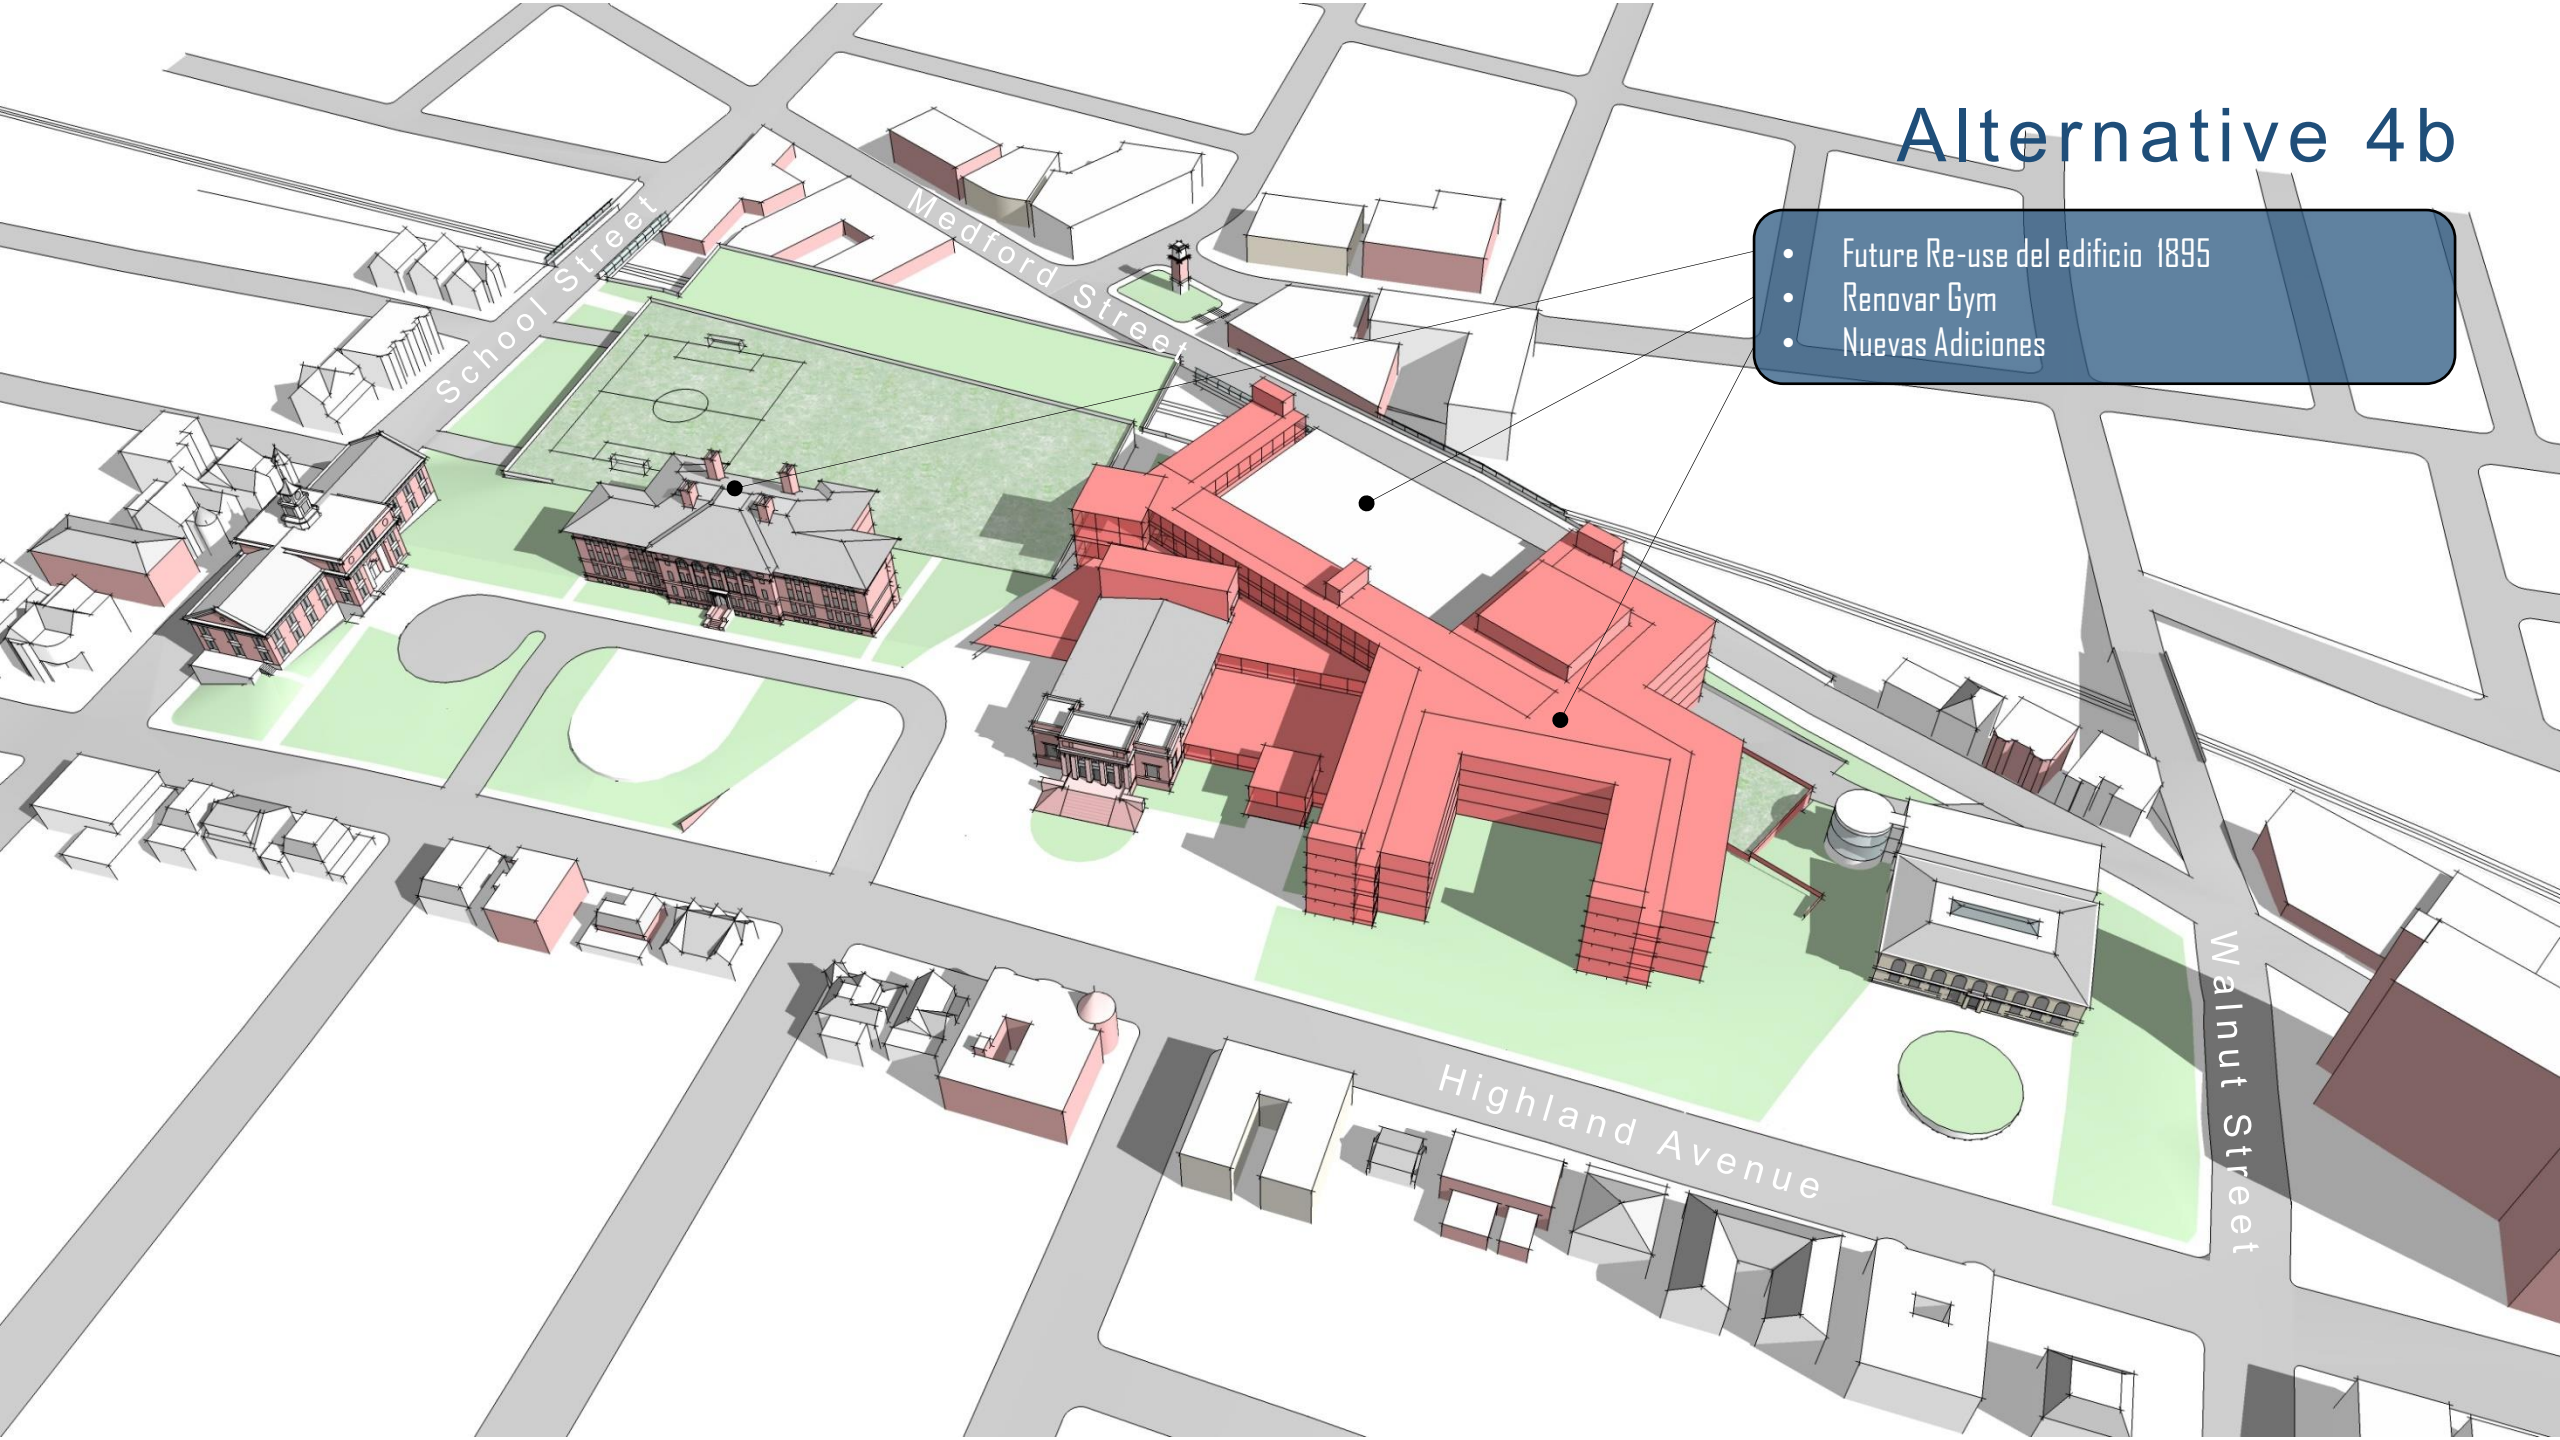 Alternative 4b
• Future Re-use del edificio 1895
• Renovar Gym
• Nuevas Adiciones
School Street
Medford Street
Highland Avenue
Walnut Street